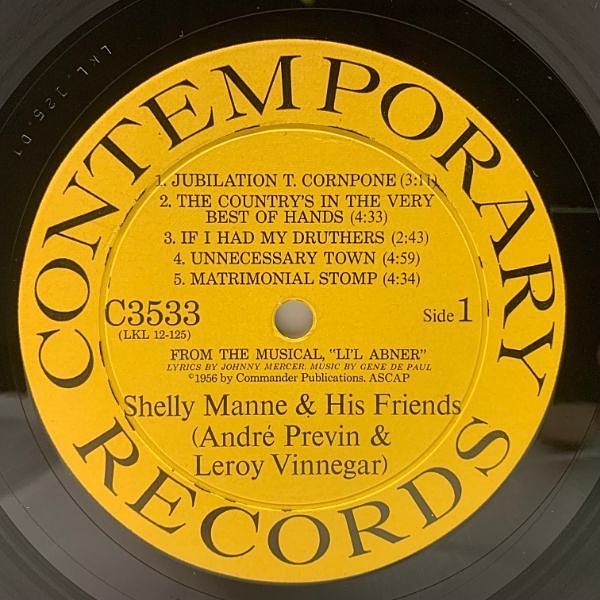 CONTEMPORARY
1. JUBILATION T. CORNPONE (3:11)
2. THE COUNTRY'S IN THE VERY
BEST OF HANDS (4:33)
3. IF I HAD MY DRUTHERS (2:43)
4. UNNECESSARY TOWN (4:59)
5. MATRIMONIAL STOMP (4:34)
C3533
(LKL 12-125)
Side 1
FROM THE MUSICAL, "LI'L ABNER"
LYRICS BY JOHNNY MERCER. MUSIC BY GENE DE PAUL
©1956 by Commander Publications. ASCAP
Shelly Manne & His Friends
(André Previn &
Leroy Vinnegar)
RECORDS